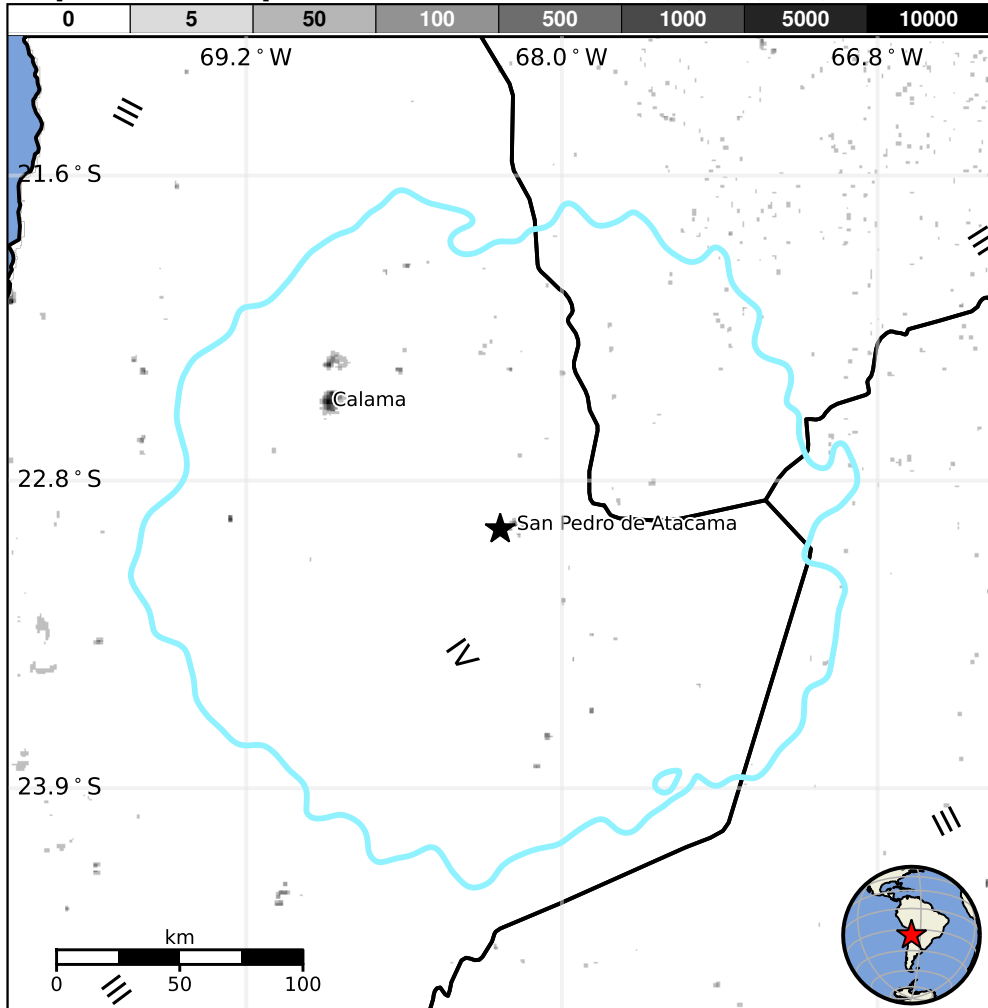 0 5 50 100 500 1000 5000 10000
69.2°W 68.0°W 66.8°W
III
21.6°S
III
Calama
22.8°S
San Pedro de Atacama
IV
23.9°S
III
km
0 50 100
III